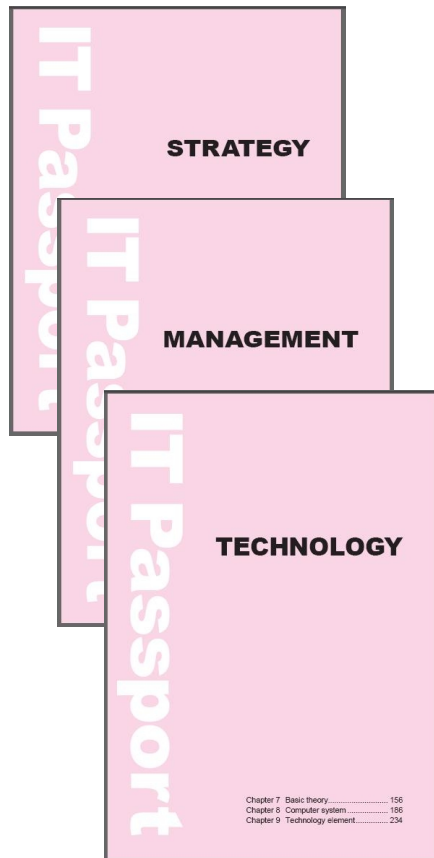 IT Passport
STRATEGY
IT Passport
MANAGEMENT
IT Passport
TECHNOLOGY
Chapter 7 Basic theory............................ 156
Chapter 8 Computer system................... 186
Chapter 9 Technology element............... 234